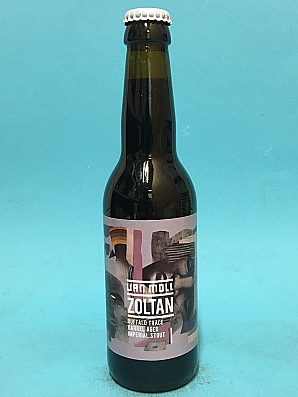 VAN MOLL
ZOLTAN
BUFFALO TRACE
BARREL AGED
IMPERIAL STOUT